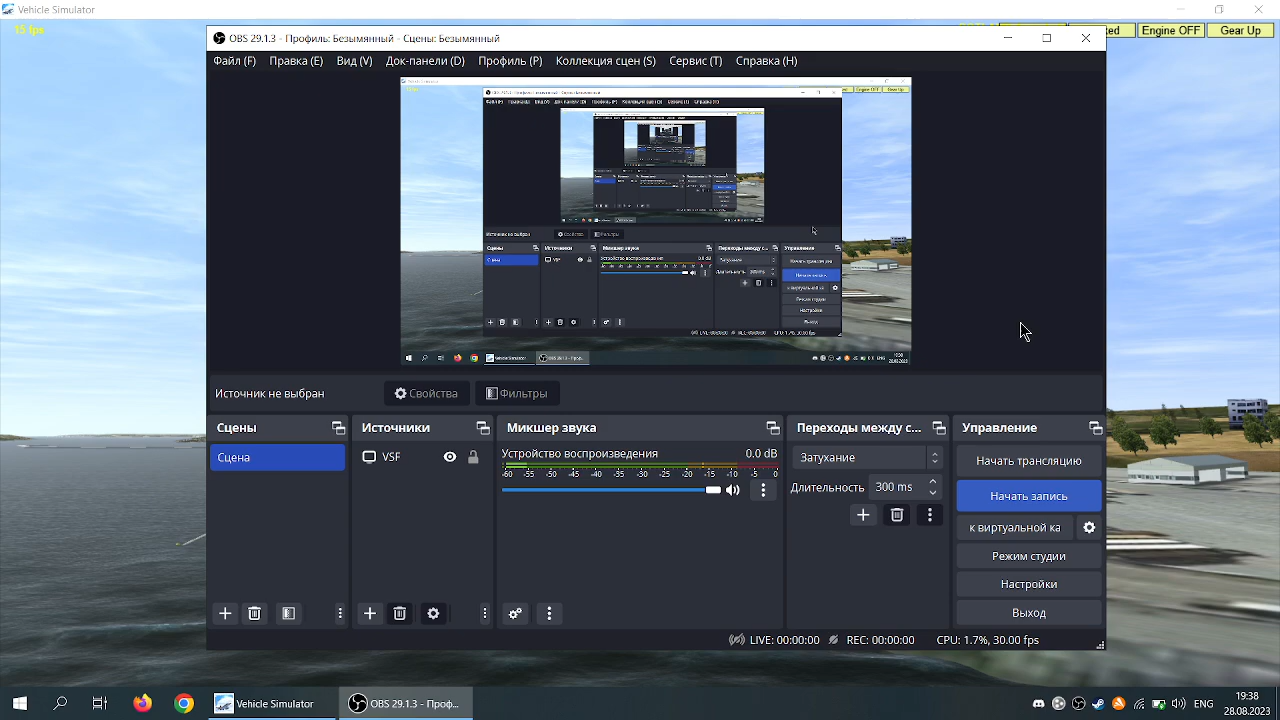 Vehicle Simulator
15 fps
Engine OFF
Gear Up
OBS 29.1.3 - Профиль: Безымянный - Сцены: Безымянный
Файл (F)
Правка (E)
Вид (V)
Док-панели (D)
Профиль (P)
Коллекция сцен (S)
Сервис (T)
Справка (H)
Источник не выбран
Свойства
Фильтры
Сцены
Источники
Микшер звука
Переходы между с...
Управление
Сцена
VSF
Устройство воспроизведения
0.0 dB
-60 -55 -50 -45 -40 -35 -30 -25 -20 -15 -10 -5 0
Затухание
Длительность
300 ms
Начать трансляцию
Начать запись
к виртуальной ка
Режим студии
Настройки
Выход
LIVE: 00:00:00
REC: 00:00:00
CPU: 1.7%, 30.00 fps
Vehicle Simulator
OBS 29.1.3 - Проф...
ENG
19:38
28.08.2023